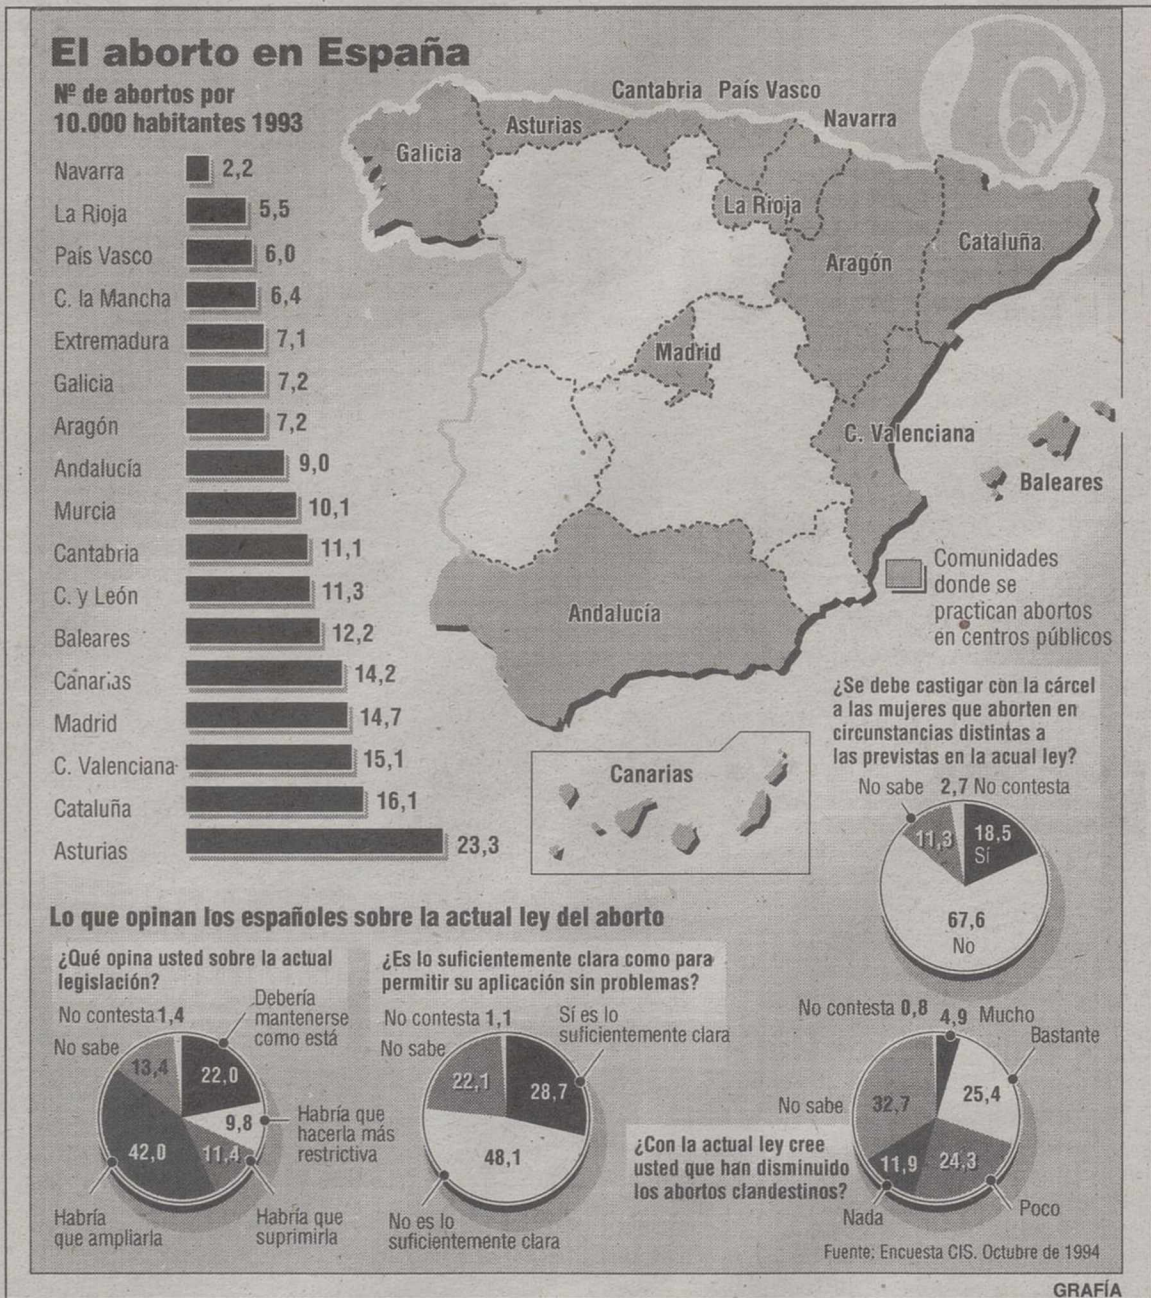 El aborto en España
Nº de abortos por
10.000 habitantes 1993
Navarra 2,2
La Rioja 5,5
País Vasco 6,0
C. la Mancha 6,4
Extremadura 7,1
Galicia 7,2
Aragón 7,2
Andalucía 9,0
Murcia 10,1
Cantabria 11,1
C. y León 11,3
Baleares 12,2
Canarias 14,2
Madrid 14,7
C. Valenciana 15,1
Cataluña 16,1
Asturias 23,3
Cantabria País Vasco
Navarra
Asturias
Galicia
La Rioja
Cataluña
Aragón
Madrid
C. Valenciana
Baleares
Andalucía
Canarias
Comunidades
donde se
practican abortos
en centros públicos
¿Se debe castigar con la cárcel
a las mujeres que aborten en
circunstancias distintas a
las previstas en la acual ley?
No sabe 2,7 No contesta
11,3
18,5
Sí
67,6
No
Lo que opinan los españoles sobre la actual ley del aborto
¿Qué opina usted sobre la actual
legislación?
No contesta 1,4
Debería
mantenerse
como está
No sabe
13,4
22,0
9,8
Habría que
hacerla más
restrictiva
42,0
11,4
Habría
que ampliarla
Habría que
suprimirla
¿Es lo suficientemente clara como para
permitir su aplicación sin problemas?
No contesta 1,1
Sí es lo
suficientemente clara
No sabe
22,1
28,7
48,1
No es lo
suficientemente clara
¿Con la actual ley cree
usted que han disminuido
los abortos clandestinos?
No contesta 0,8
4,9 Mucho
Bastante
25,4
No sabe
32,7
11,9
24,3
Nada
Poco
Fuente: Encuesta CIS. Octubre de 1994
GRAFÍA